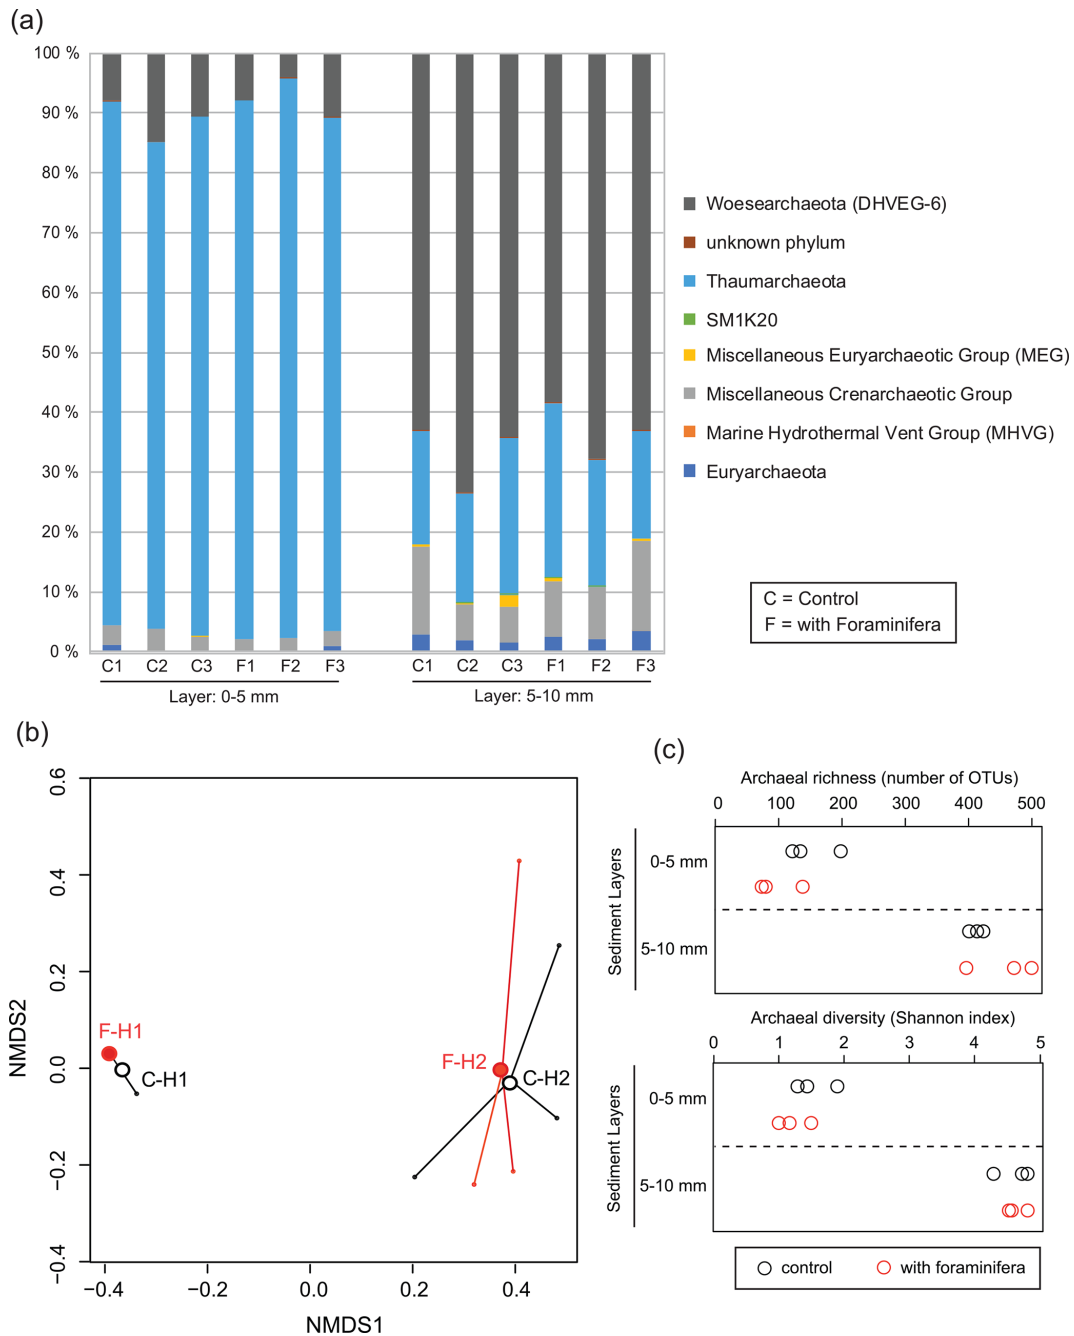 (a)
100 %
90 %
80 %
70 %
60 %
50 %
40 %
30 %
20 %
10 %
0 %
C1 C2 C3 F1 F2 F3 C1 C2 C3 F1 F2 F3
Layer: 0-5 mm Layer: 5-10 mm
Woesearchaeota (DHVEG-6)
unknown phylum
Thaumarchaeota
SM1K20
Miscellaneous Euryarchaeotic Group (MEG)
Miscellaneous Crenarchaeotic Group
Marine Hydrothermal Vent Group (MHVG)
Euryarchaeota
C = Control
F = with Foraminifera
(b)
NMDS2
0.6
0.4
0.2
0.0
−0.2
−0.4
F-H1
C-H1
F-H2
C-H2
−0.4 −0.2 0.0 0.2 0.4
NMDS1
(c)
Archaeal richness (number of OTUs)
0 100 200 300 400 500
Sediment Layers
0-5 mm
5-10 mm
Archaeal diversity (Shannon index)
0 1 2 3 4 5
Sediment Layers
0-5 mm
5-10 mm
control with foraminifera